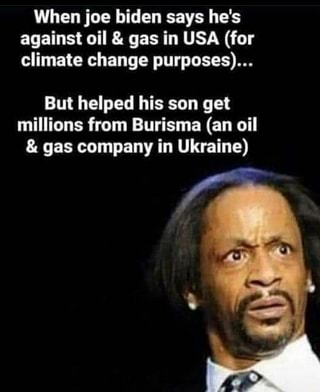 When joe biden says he's
against oil & gas in USA (for
climate change purposes)...
But helped his son get
millions from Burisma (an oil
& gas company in Ukraine)